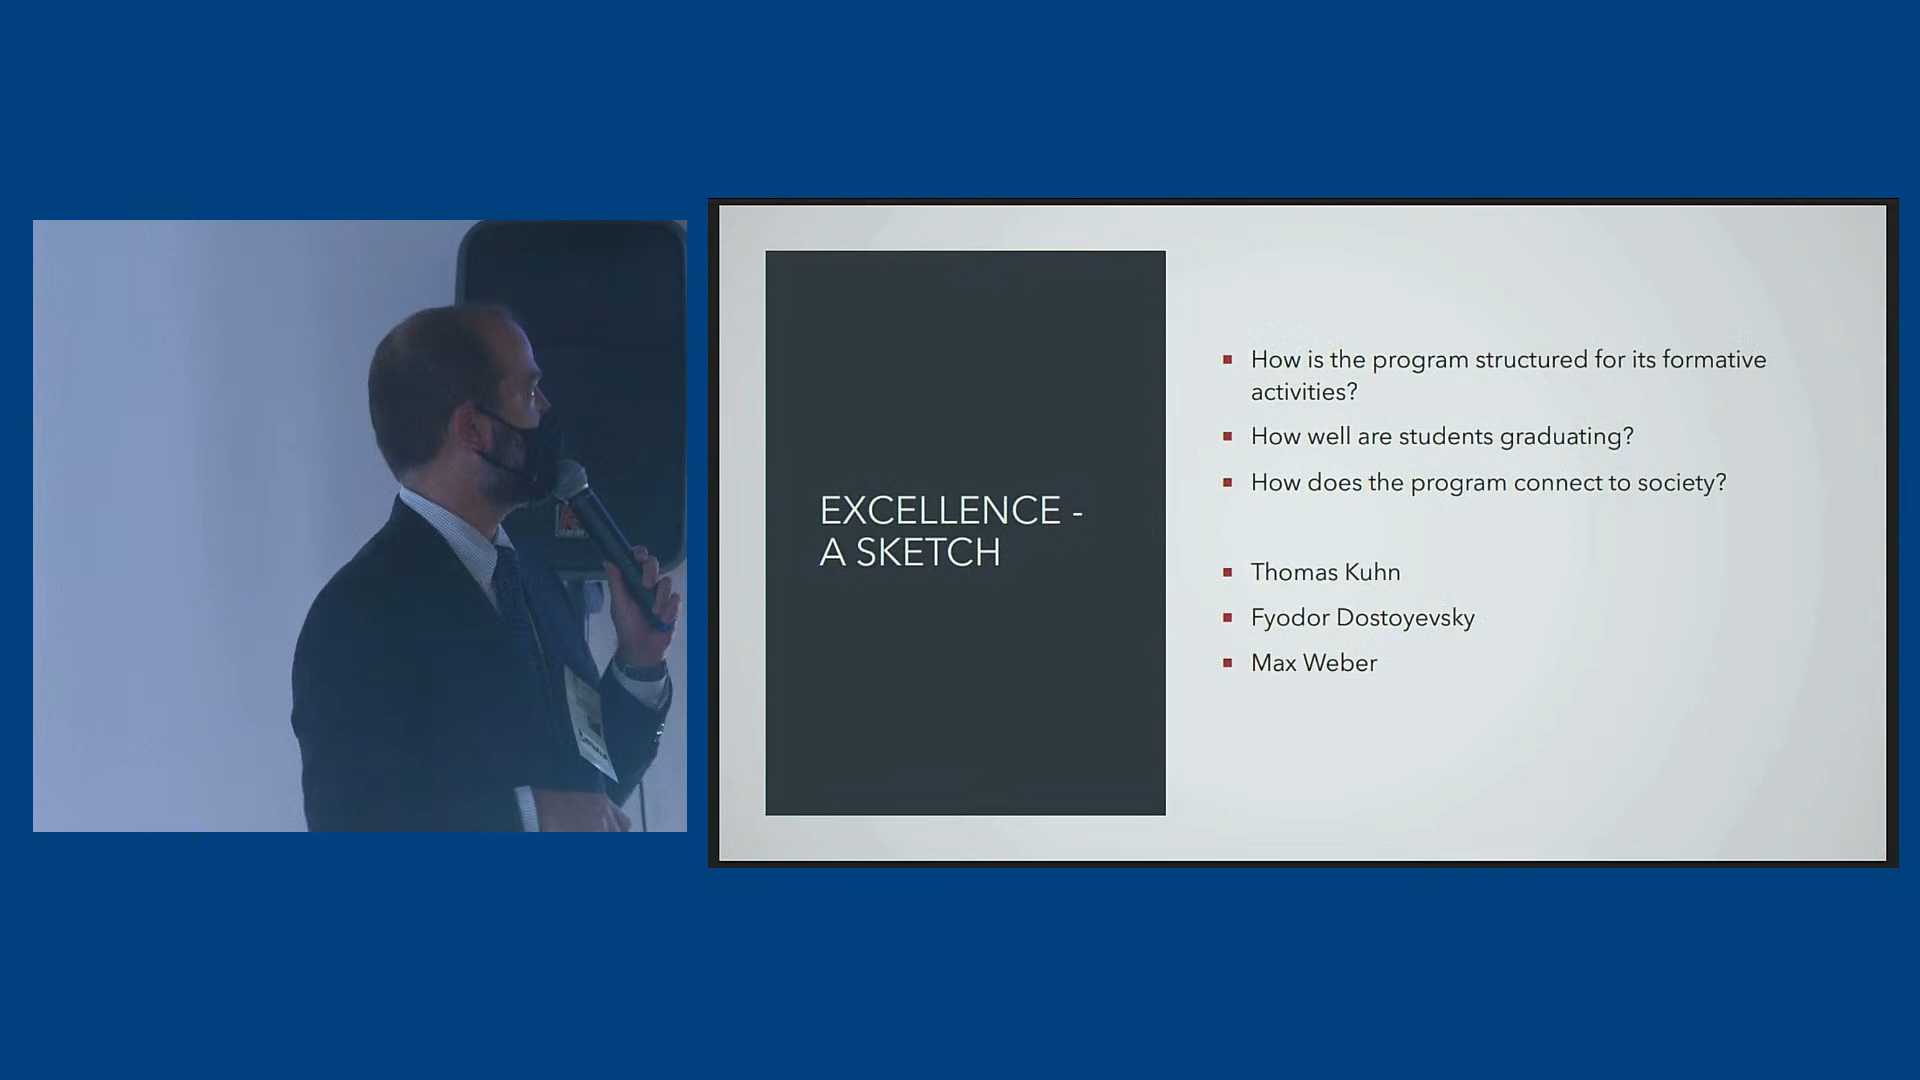 EXCELLENCE -
A SKETCH
How is the program structured for its formative
activities?
How well are students graduating?
How does the program connect to society?
Thomas Kuhn
Fyodor Dostoyevsky
Max Weber